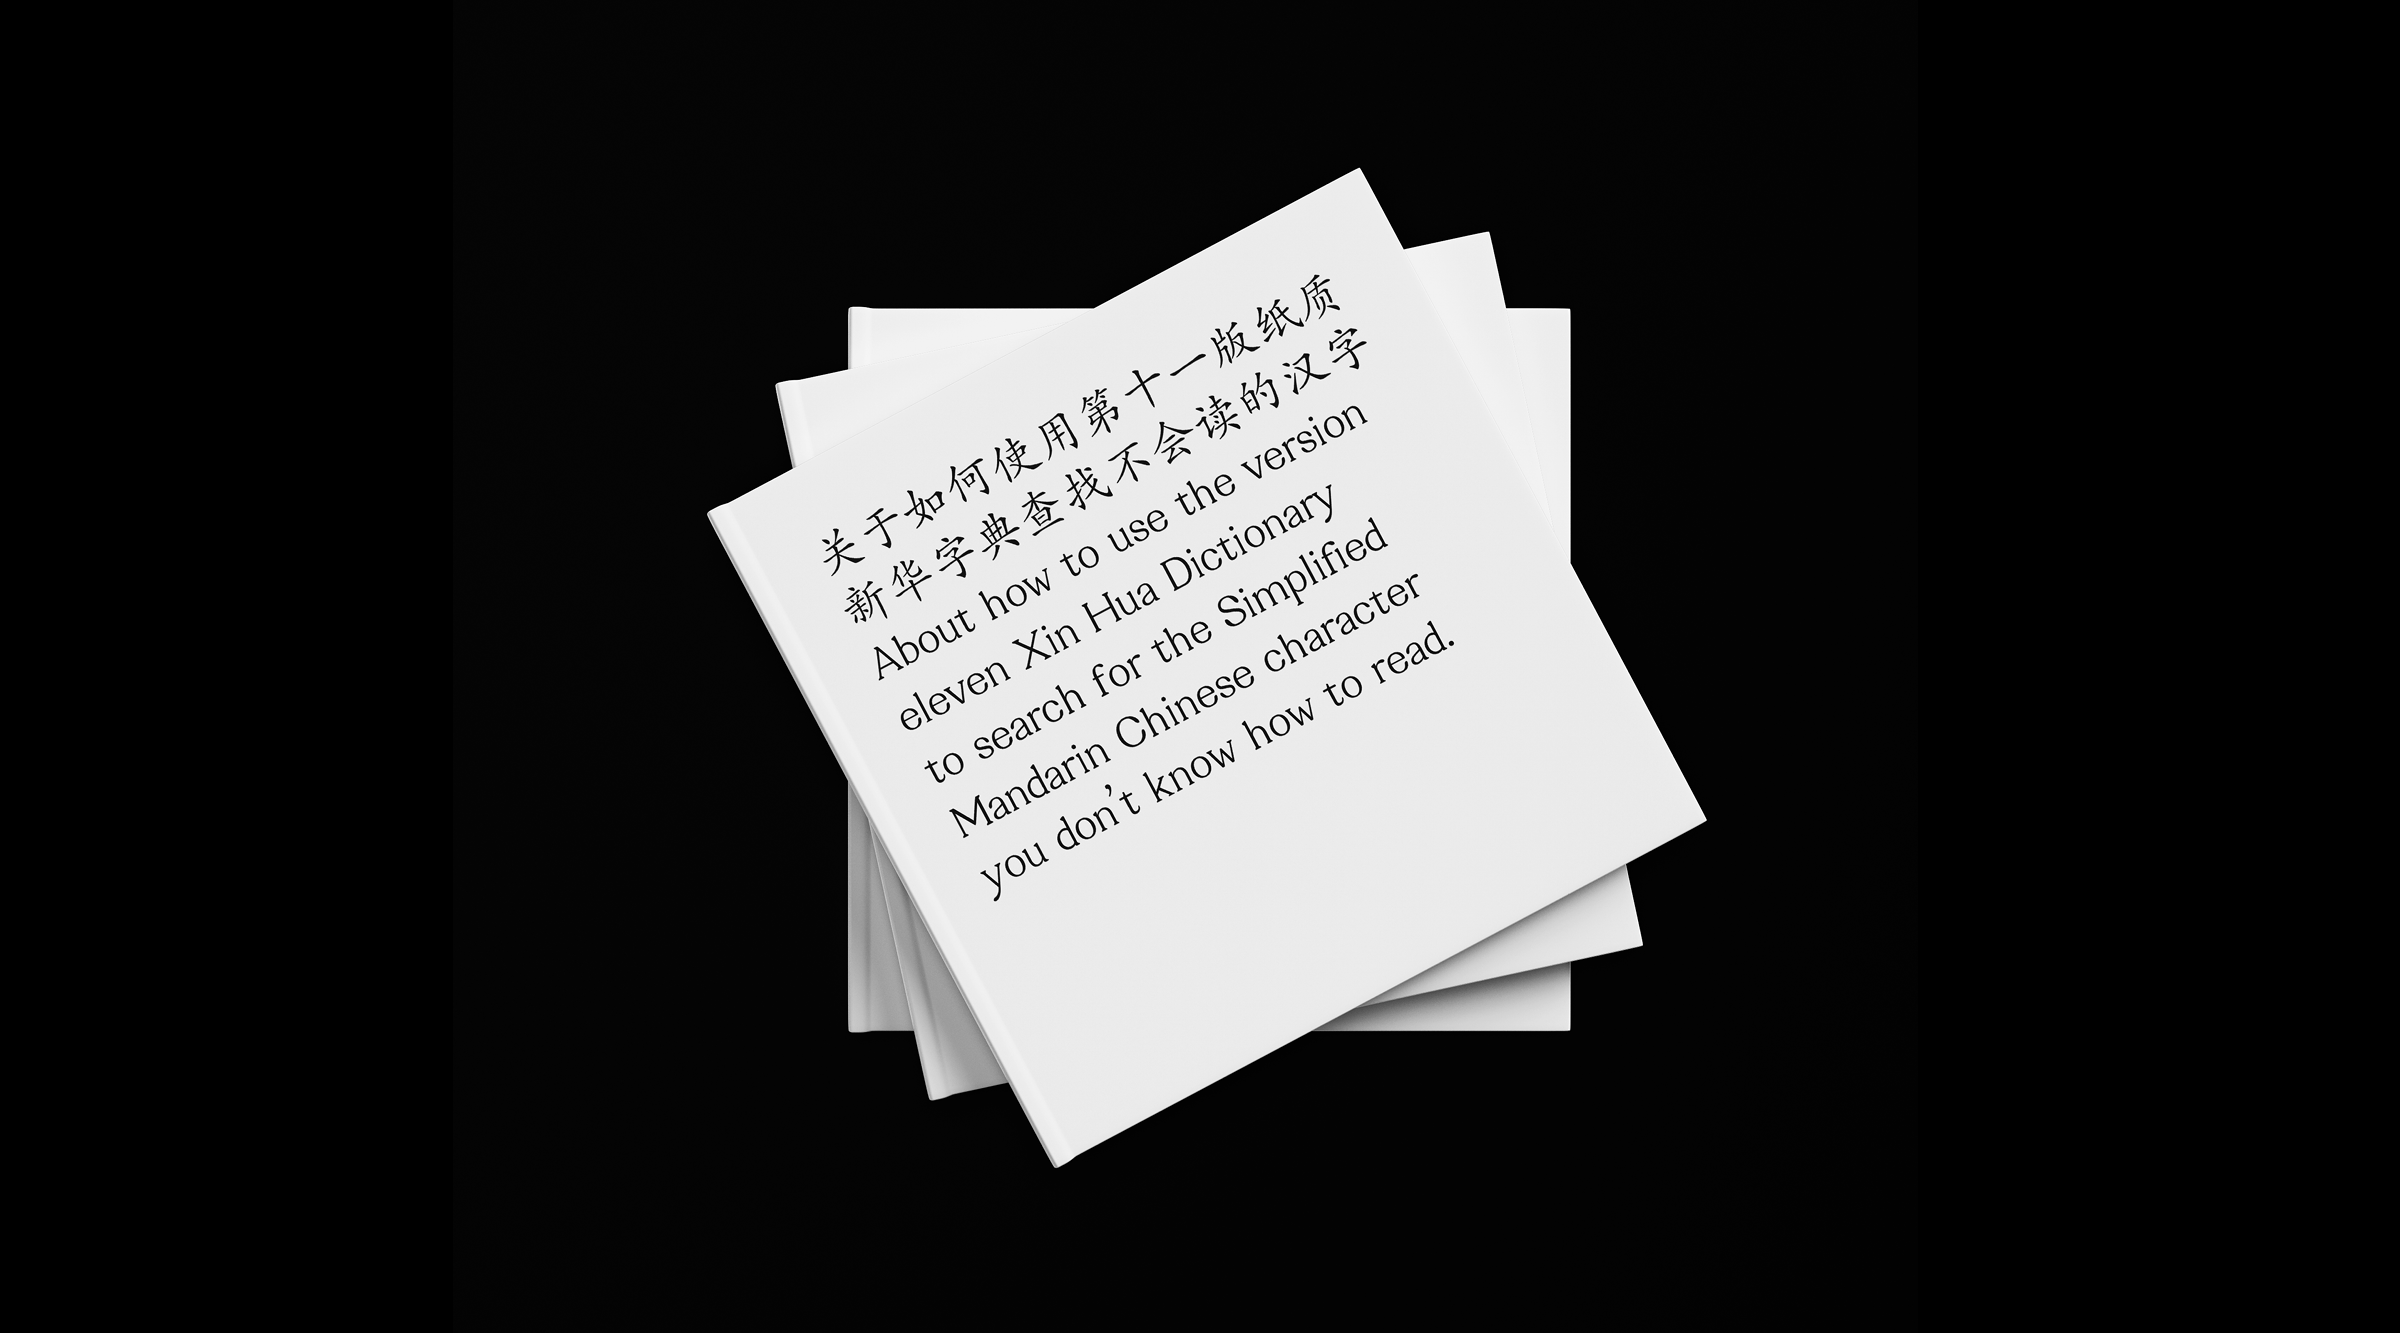 关于如何使用第十一版纸质
新华字典查找不会读的汉字
About how to use the version
eleven Xin Hua Dictionary
to search for the Simplified
Mandarin Chinese character
you don't know how to read.